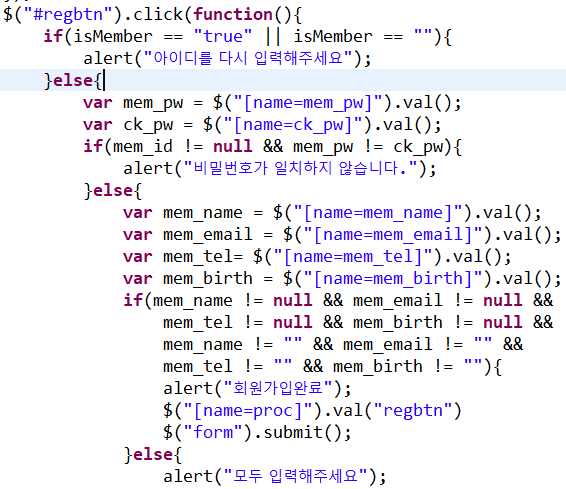 $("#regbtn").click(function(){
    if(isMember == "true" || isMember == ""){
        alert("아이디를 다시 입력해주세요");
    }else{
        var mem_pw = $("[name=mem_pw]").val();
        var ck_pw = $("[name=ck_pw]").val();
        if(mem_id != null && mem_pw != ck_pw){
            alert("비밀번호가 일치하지 않습니다.");
        }else{
            var mem_name = $("[name=mem_name]").val();
            var mem_email = $("[name=mem_email]").val();
            var mem_tel= $("[name=mem_tel]").val();
            var mem_birth = $("[name=mem_birth]").val();
            if(mem_name != null && mem_email != null &&
                mem_tel != null && mem_birth != null &&
                mem_name != "" && mem_email != "" &&
                mem_tel != "" && mem_birth != ""){
                alert("회원가입완료");
                $("[name=proc]").val("regbtn")
                $("form").submit();
            }else{
                alert("모두 입력해주세요");